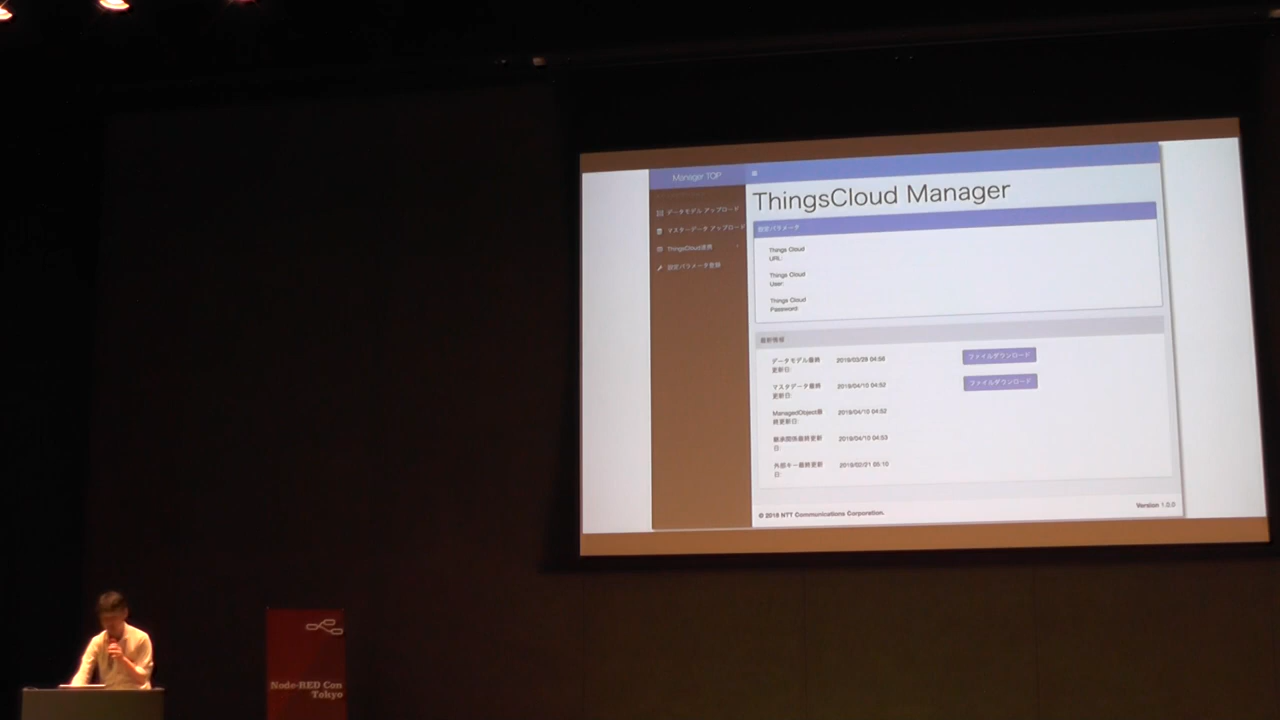 Manager TOP
データモデル アップロード
マスターデータ アップロード
ThingsCloud連携
設定パラメータ登録
ThingsCloud Manager
設定パラメータ
Things Cloud
URL:
Things Cloud
User:
Things Cloud
Password
最新情報
データモデル最終
更新日:
2019/03/29 04:56
ファイルダウンロード
マスタデータ最終
更新日:
2019/04/10 04:52
ファイルダウンロード
ManagedObject最
終更新日:
2019/04/10 04:52
継承関係最終更新
日:
2019/04/10 04:53
外部キー最終更新
日:
2019/02/21 05:10
© 2018 NTT Communications Corporation.
Version 1.0.0
Node-RED Con
Tokyo